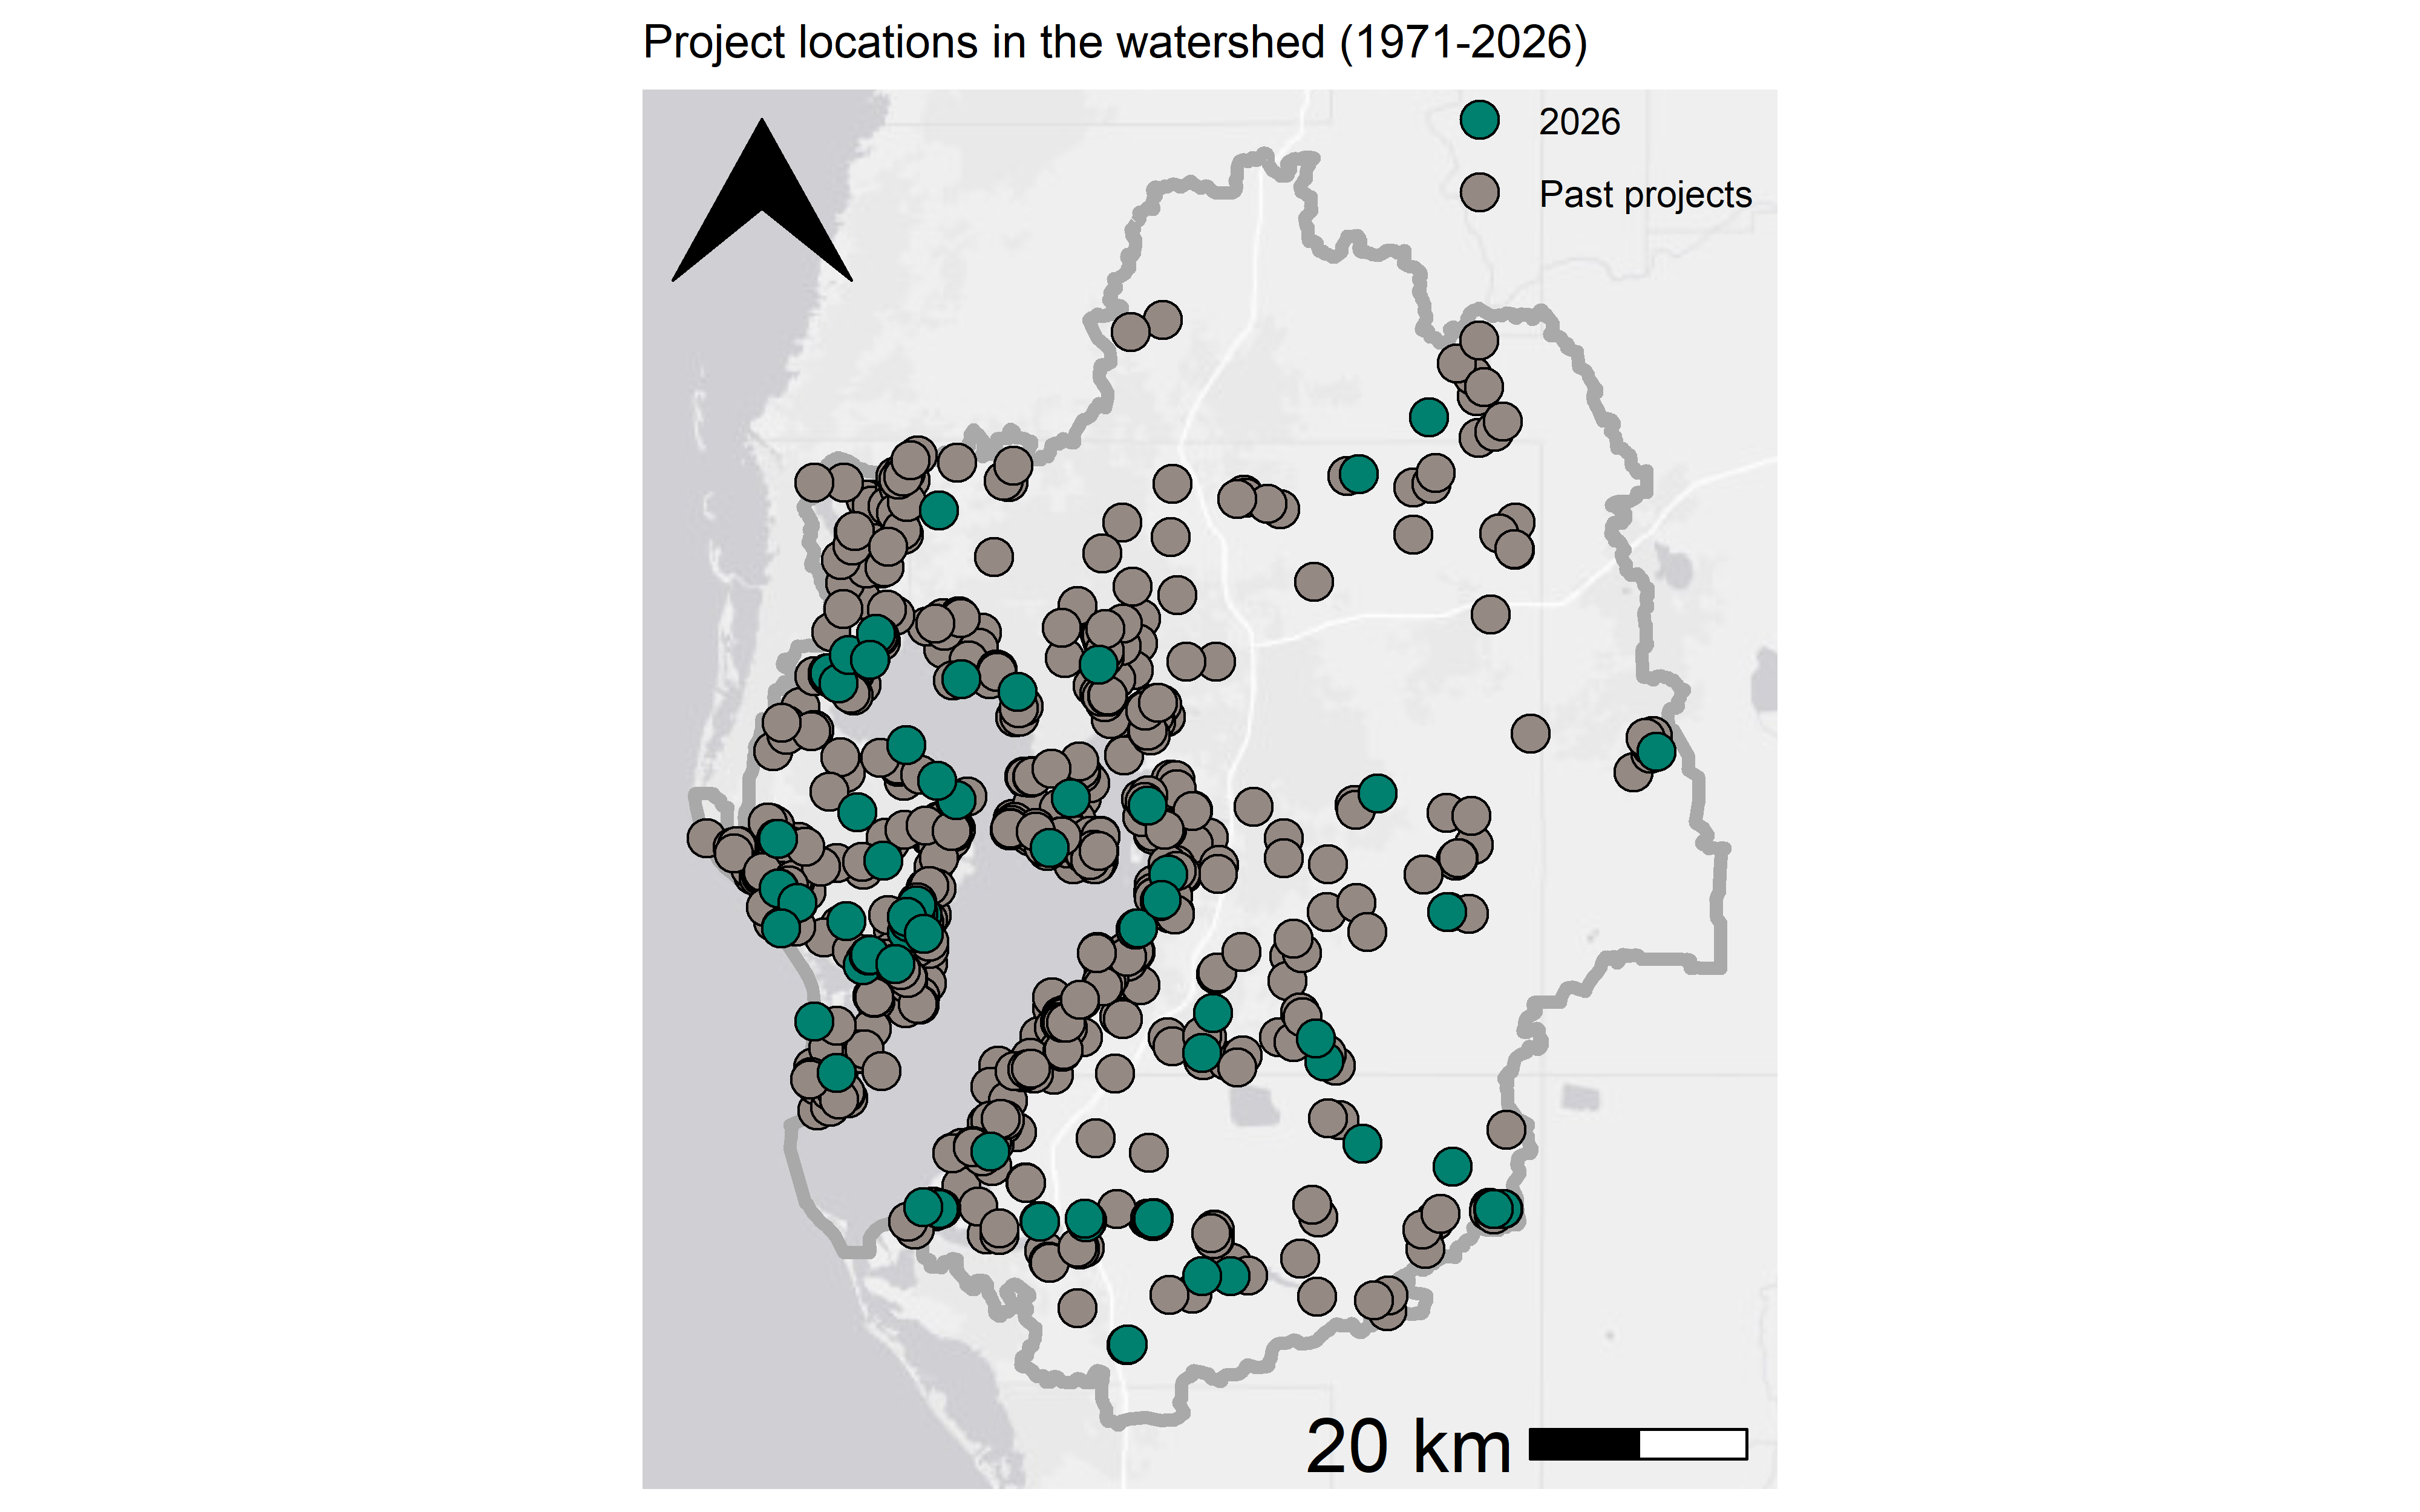 Project locations in the watershed (1971-2026)
2026
Past projects
20 km